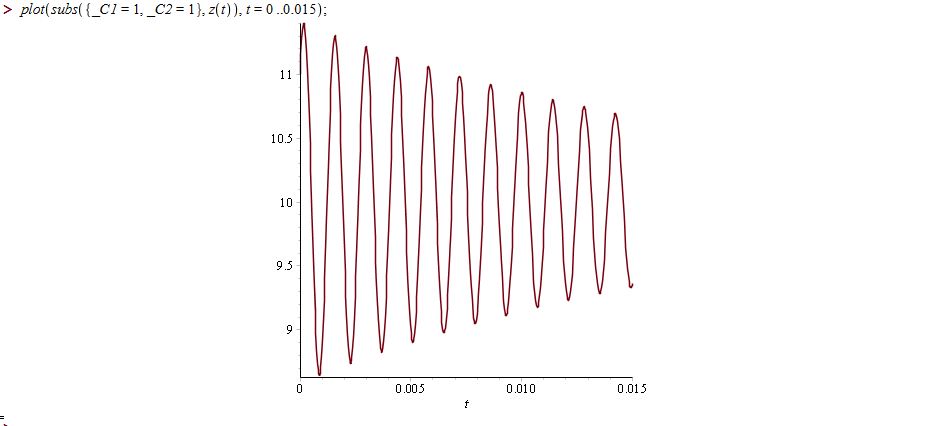 > plot(subs({_C1 = 1, _C2 = 1}, z(t)), t = 0 ..0.015);
11
10.5
10
9.5
9
0 0.005 0.010 0.015
t